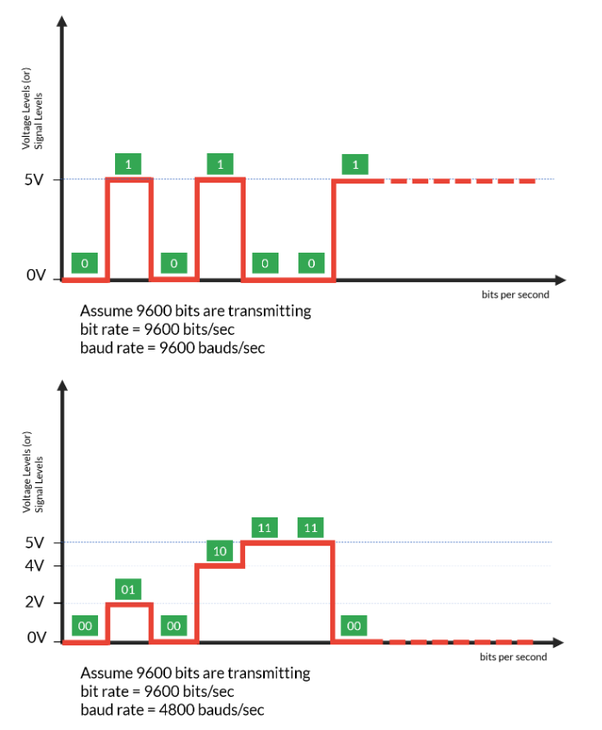 Voltage Levels (or)
Signal Levels
1
1
1
5V
0
0
0
0
0V
bits per second
Assume 9600 bits are transmitting
bit rate = 9600 bits/sec
baud rate = 9600 bauds/sec
Voltage Levels (or)
Signal Levels
11
11
5V
10
4V
01
2V
00
00
00
0V
bits per second
Assume 9600 bits are transmitting
bit rate = 9600 bits/sec
baud rate = 4800 bauds/sec